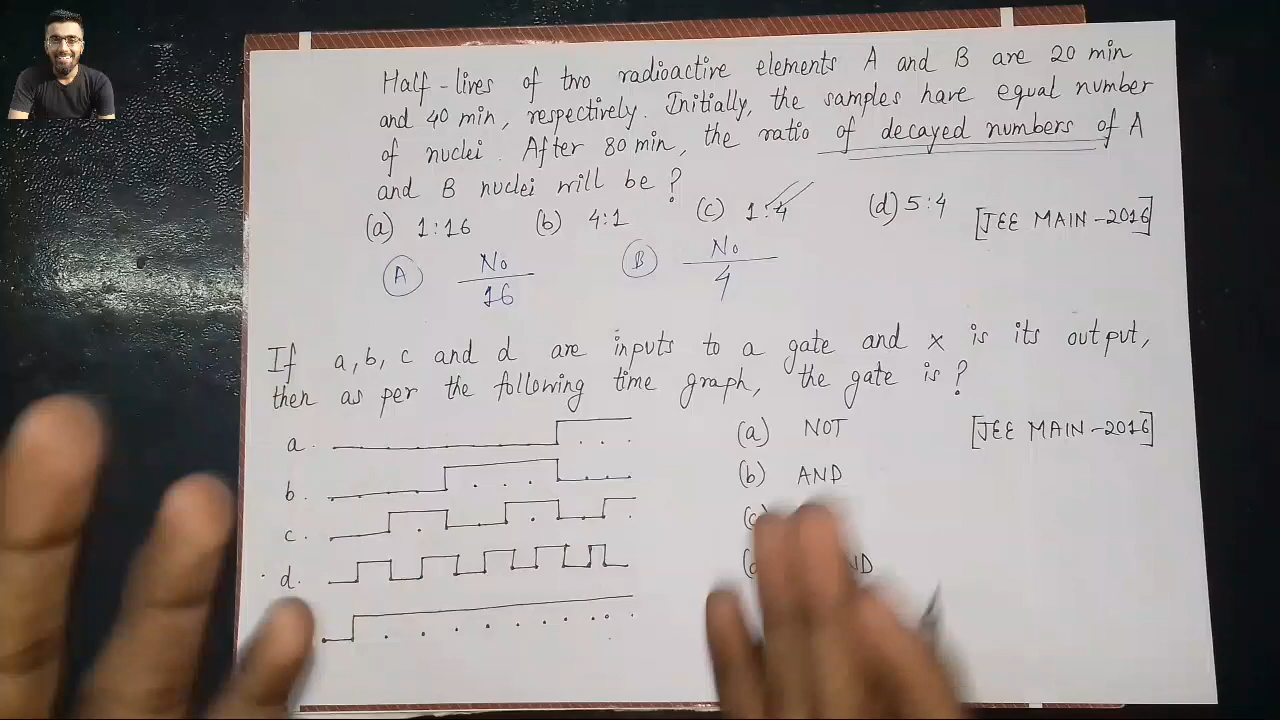 Half-lives of two radioactive elements A and B are 20 min
and 40 min, respectively. Initially, the samples have equal number
of nuclei. After 80 min, the ratio of decayed numbers of A
and B nuclei will be?
(a) 1:16 (b) 4:1 (c) 1:4 (d) 5:4 [JEE MAIN-2016]
A N₀/16 B N₀/4
If a, b, c and d are inputs to a gate and x is its output,
then as per the following time graph, the gate is?
a. (a) NOT [JEE MAIN-2016]
b. (b) AND
c. (c)
d.